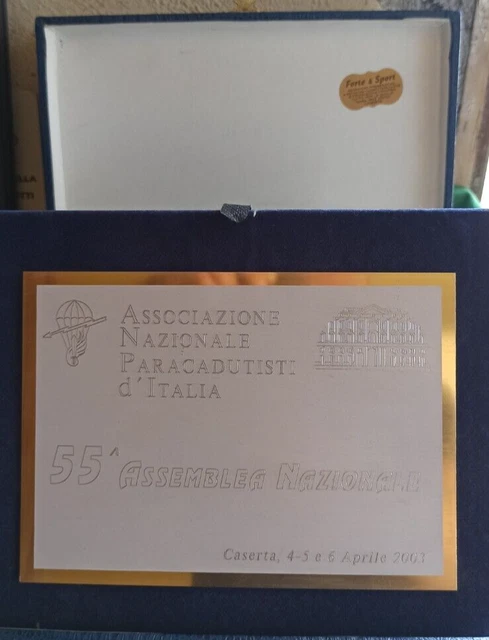 Forte & Sport
ASSOCIAZIONE
NAZIONALE
PARACADUTISTI
d'ITALIA
55^ ASSEMBLEA NAZIONALE
Caserta, 4-5 e 6 Aprile 2003